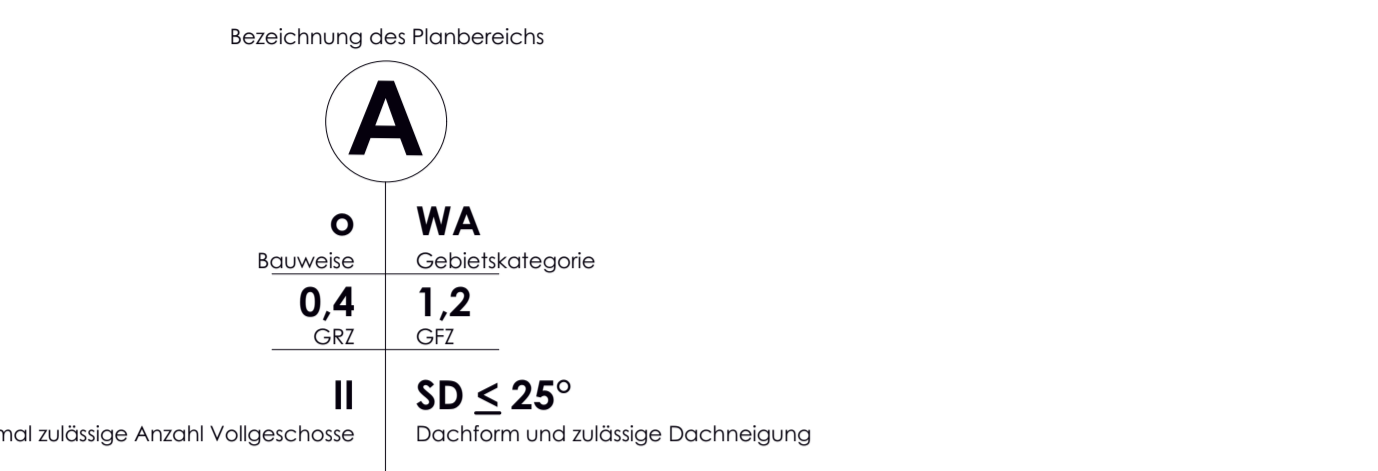 Bezeichnung des Planbereichs
A
o WA
Bauweise Gebietskategorie
0,4 1,2
GRZ GFZ
II SD ≤ 25°
zulässige Anzahl Vollgeschosse Dachform und zulässige Dachneigung